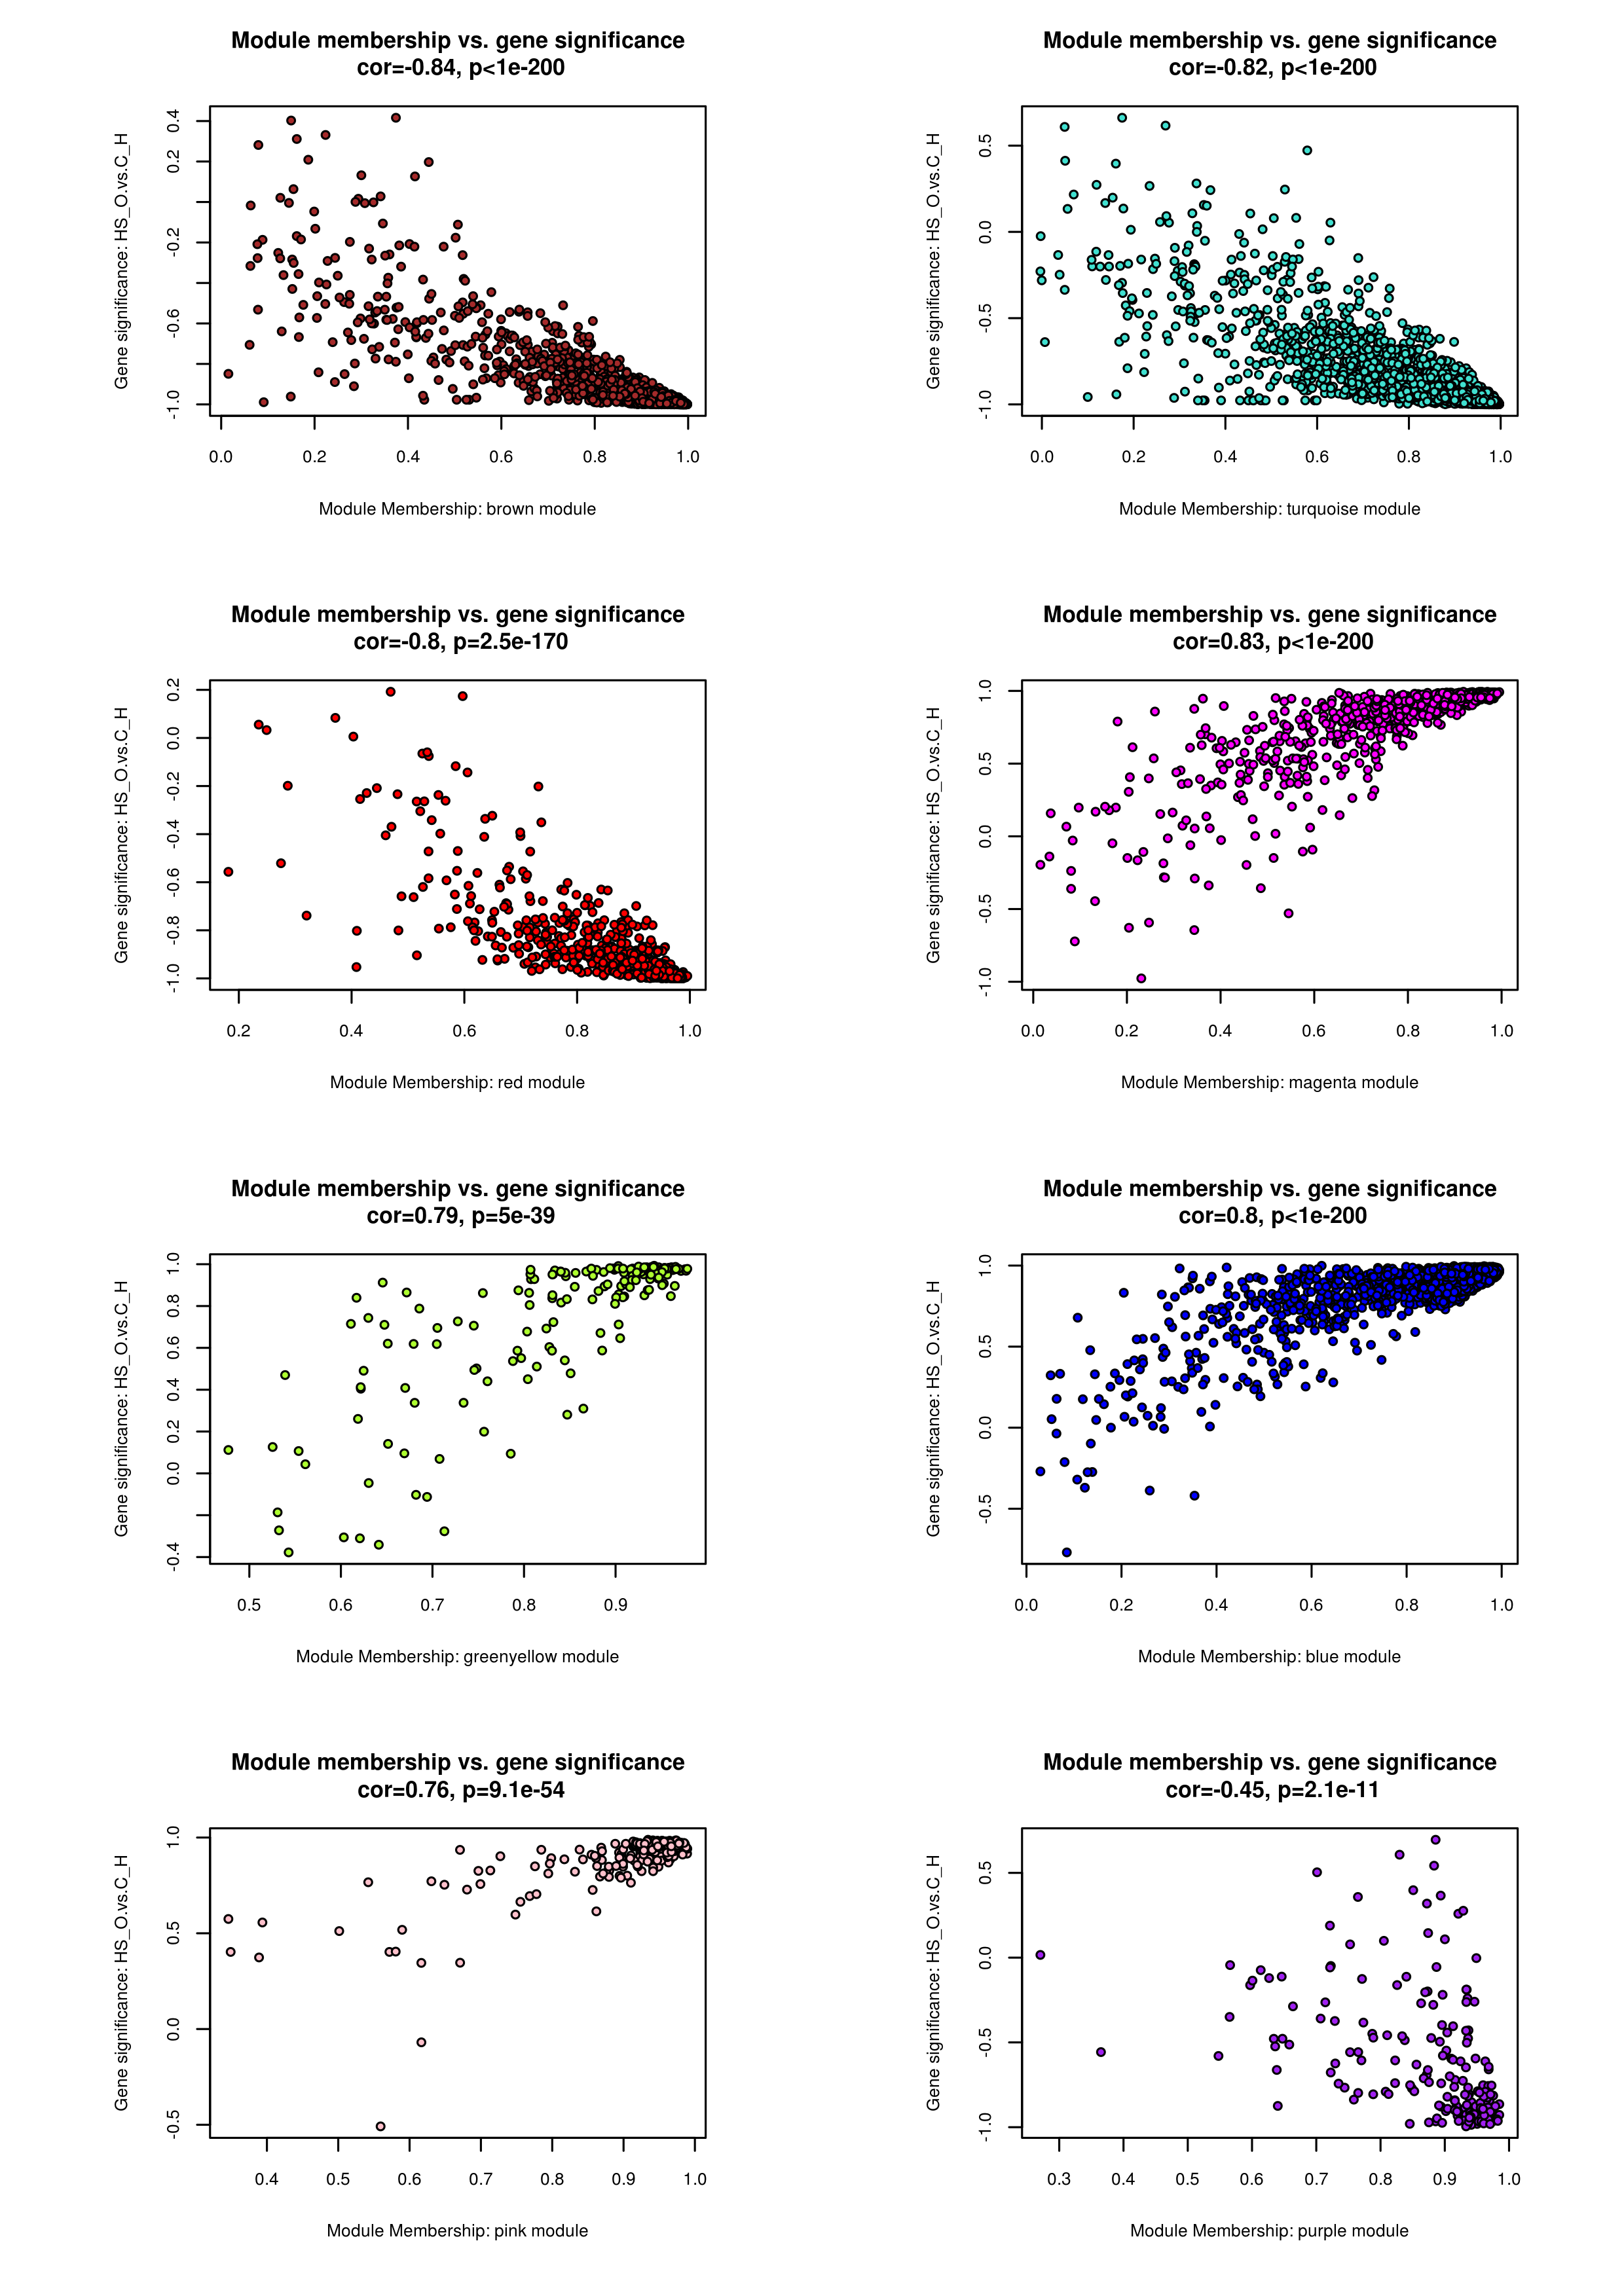 Module membership vs. gene significance
cor=-0.84, p<1e-200
Gene significance: HS_O.vs.C_H
0.4
0.2
-0.2
-0.6
-1.0
0.0 0.2 0.4 0.6 0.8 1.0
Module Membership: brown module
Module membership vs. gene significance
cor=-0.82, p<1e-200
Gene significance: HS_O.vs.C_H
0.5
0.0
-0.5
-1.0
0.0 0.2 0.4 0.6 0.8 1.0
Module Membership: turquoise module
Module membership vs. gene significance
cor=-0.8, p=2.5e-170
Gene significance: HS_O.vs.C_H
0.2
0.0
-0.2
-0.4
-0.6
-0.8
-1.0
0.2 0.4 0.6 0.8 1.0
Module Membership: red module
Module membership vs. gene significance
cor=0.83, p<1e-200
Gene significance: HS_O.vs.C_H
1.0
0.5
0.0
-0.5
-1.0
0.0 0.2 0.4 0.6 0.8 1.0
Module Membership: magenta module
Module membership vs. gene significance
cor=0.79, p=5e-39
Gene significance: HS_O.vs.C_H
1.0
0.8
0.6
0.4
0.2
0.0
-0.4
0.5 0.6 0.7 0.8 0.9
Module Membership: greenyellow module
Module membership vs. gene significance
cor=0.8, p<1e-200
Gene significance: HS_O.vs.C_H
1.0
0.5
0.0
-0.5
0.0 0.2 0.4 0.6 0.8 1.0
Module Membership: blue module
Module membership vs. gene significance
cor=0.76, p=9.1e-54
Gene significance: HS_O.vs.C_H
1.0
0.5
0.0
-0.5
0.4 0.5 0.6 0.7 0.8 0.9 1.0
Module Membership: pink module
Module membership vs. gene significance
cor=-0.45, p=2.1e-11
Gene significance: HS_O.vs.C_H
0.5
0.0
-0.5
-1.0
0.3 0.4 0.5 0.6 0.7 0.8 0.9 1.0
Module Membership: purple module